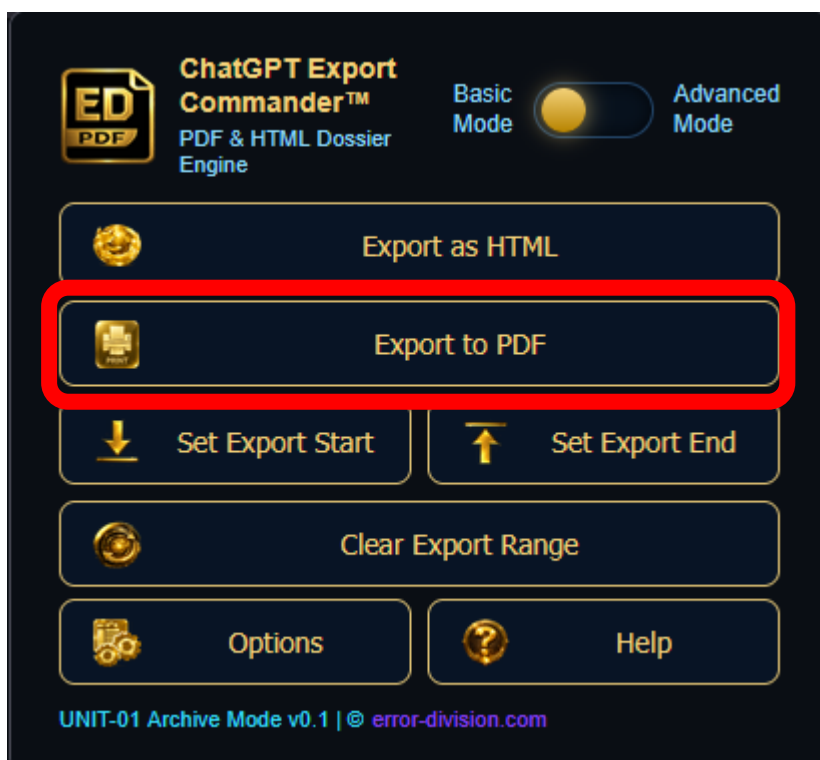 ChatGPT Export
Commander™
PDF & HTML Dossier
Engine
ED
PDF
Basic
Mode
Advanced
Mode
Export as HTML
PRINT
Export to PDF
Set Export Start
Set Export End
Clear Export Range
Options
Help
UNIT-01 Archive Mode v0.1 | © error-division.com